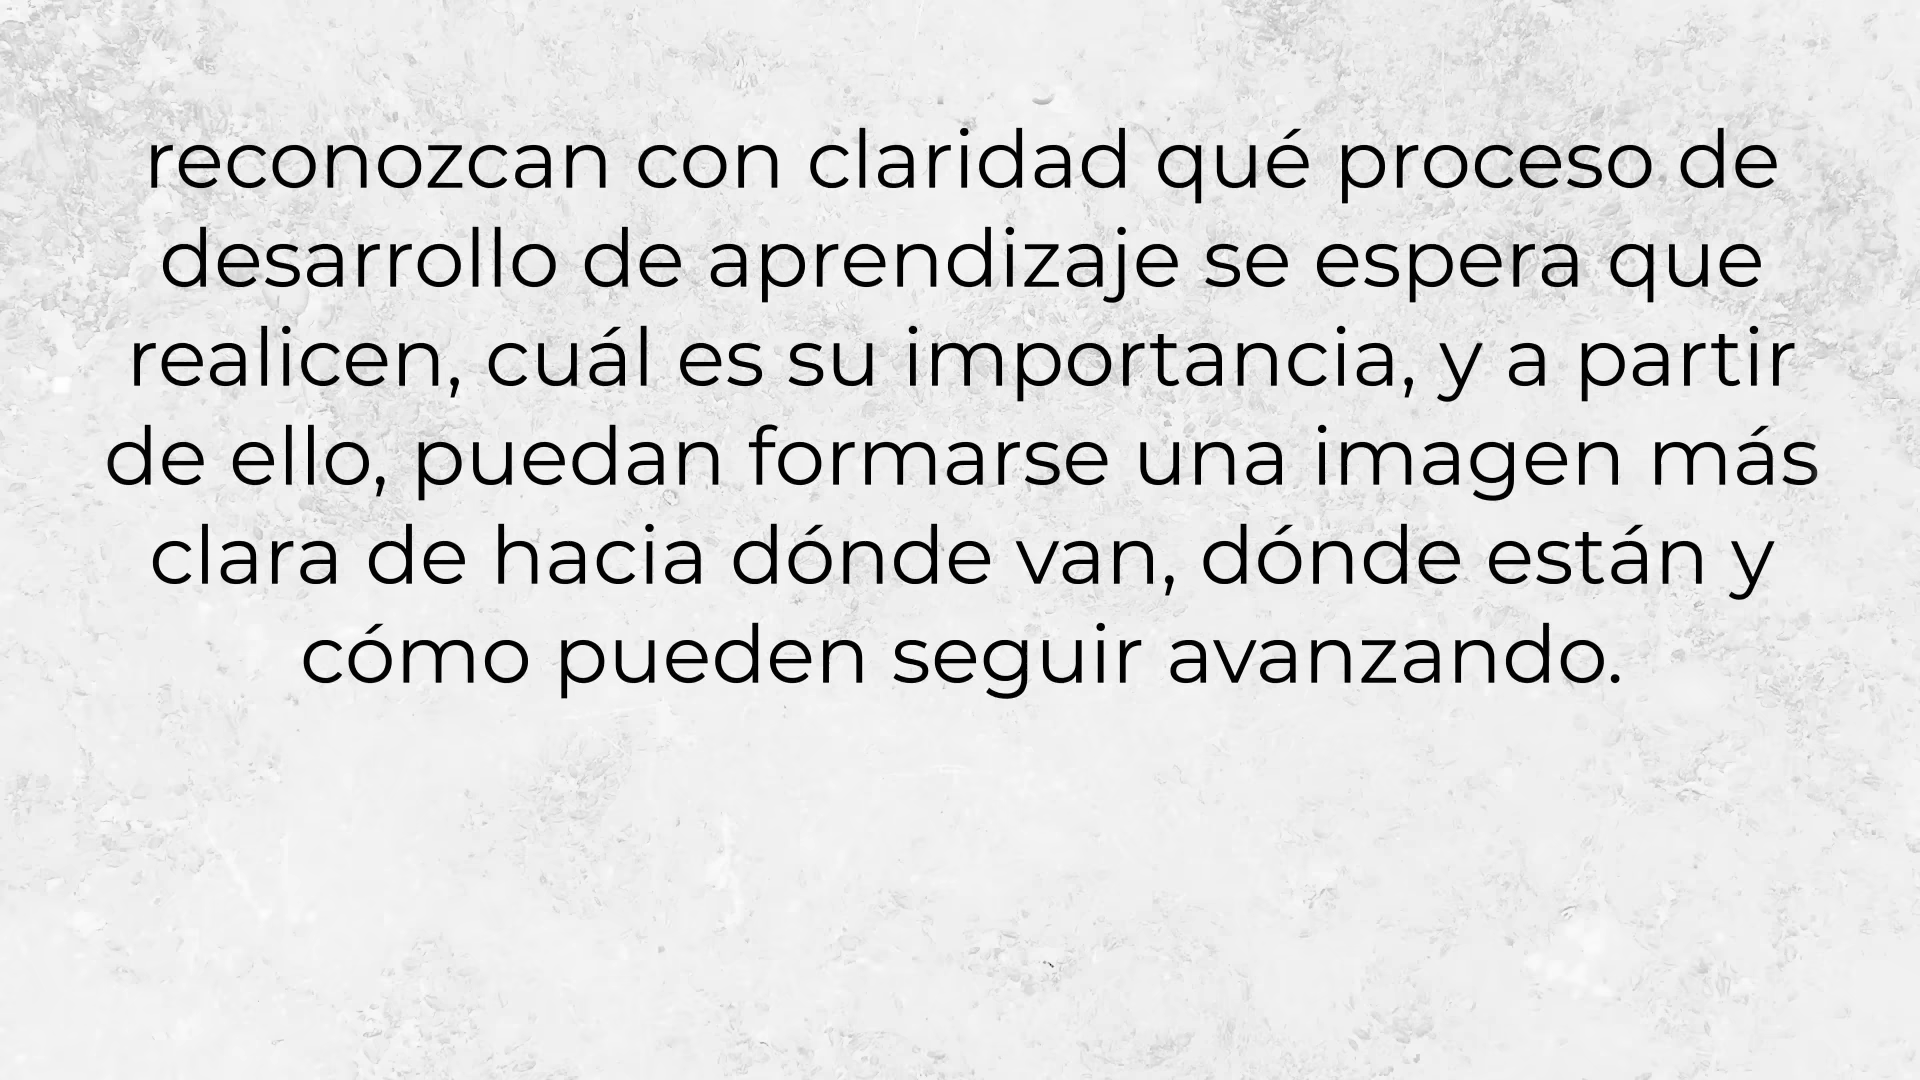 reconozcan con claridad qué proceso de
desarrollo de aprendizaje se espera que
realicen, cuál es su importancia, y a partir
de ello, puedan formarse una imagen más
clara de hacia dónde van, dónde están y
cómo pueden seguir avanzando.